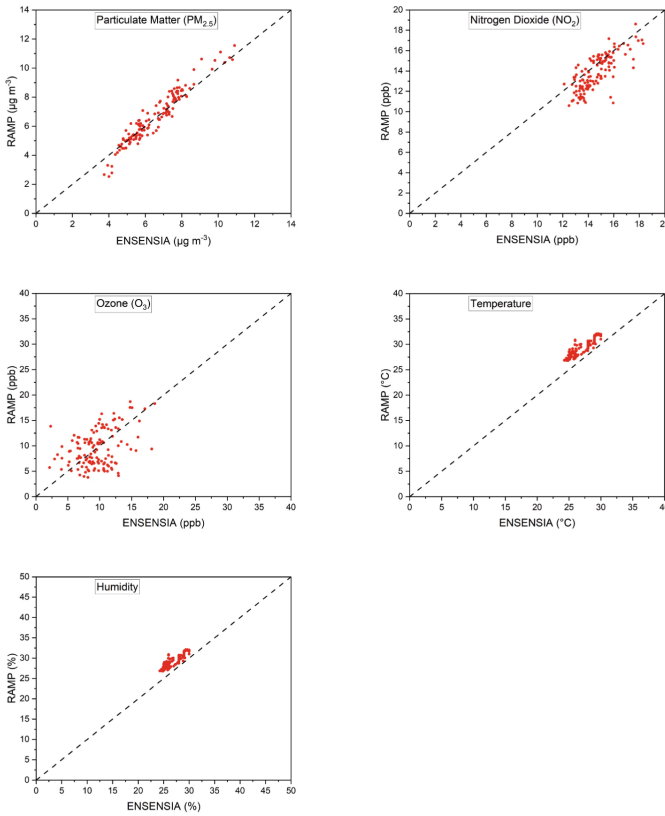 Particulate Matter (PM2.5)
RAMP (µg m-3)
14
12
10
8
6
4
2
0
0 2 4 6 8 10 12 14
ENSENSIA (µg m-3)
Nitrogen Dioxide (NO2)
RAMP (ppb)
20
18
16
14
12
10
8
6
4
2
0
0 2 4 6 8 10 12 14 16 18 20
ENSENSIA (ppb)
Ozone (O3)
RAMP (ppb)
40
35
30
25
20
15
10
5
0
0 5 10 15 20 25 30 35 40
ENSENSIA (ppb)
Temperature
RAMP (°C)
40
35
30
25
20
15
10
5
0
0 5 10 15 20 25 30 35 40
ENSENSIA (°C)
Humidity
RAMP (%)
50
45
40
35
30
25
20
15
10
5
0
0 5 10 15 20 25 30 35 40 45 50
ENSENSIA (%)